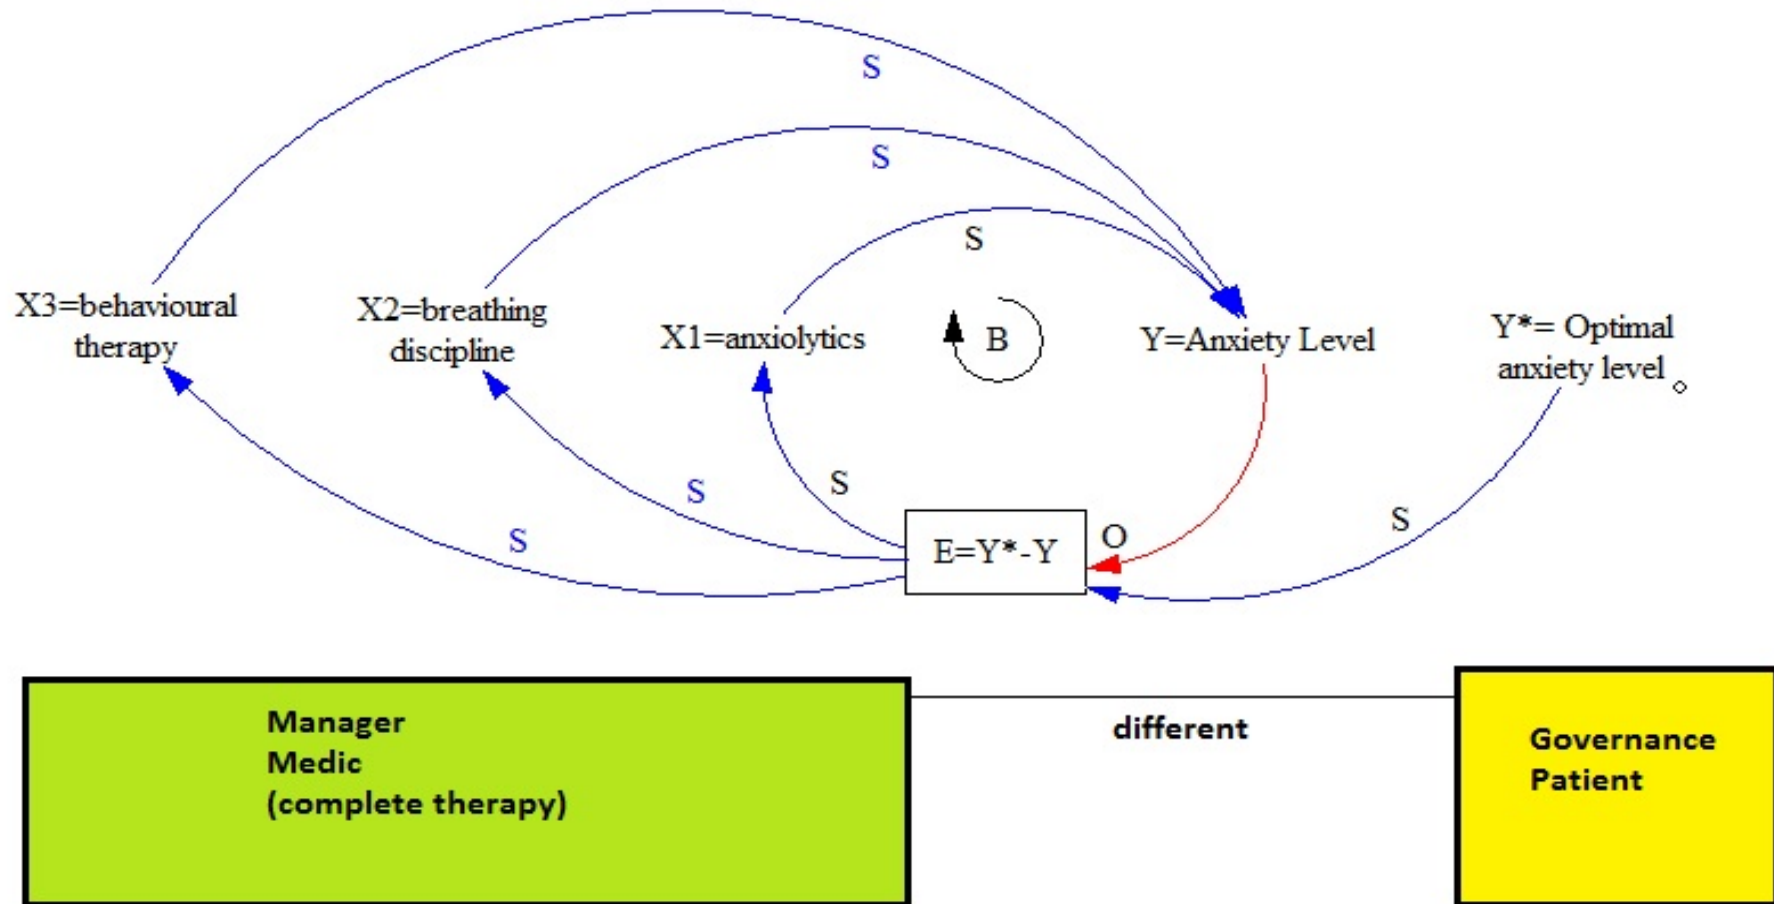 S
S
S
X3=behavioural
therapy
X2=breathing
discipline
X1=anxiolytics
B
Y=Anxiety Level
Y*= Optimal
anxiety level
S
S
S
E=Y*-Y
O
S
Manager
Medic
(complete therapy)
different
Governance
Patient